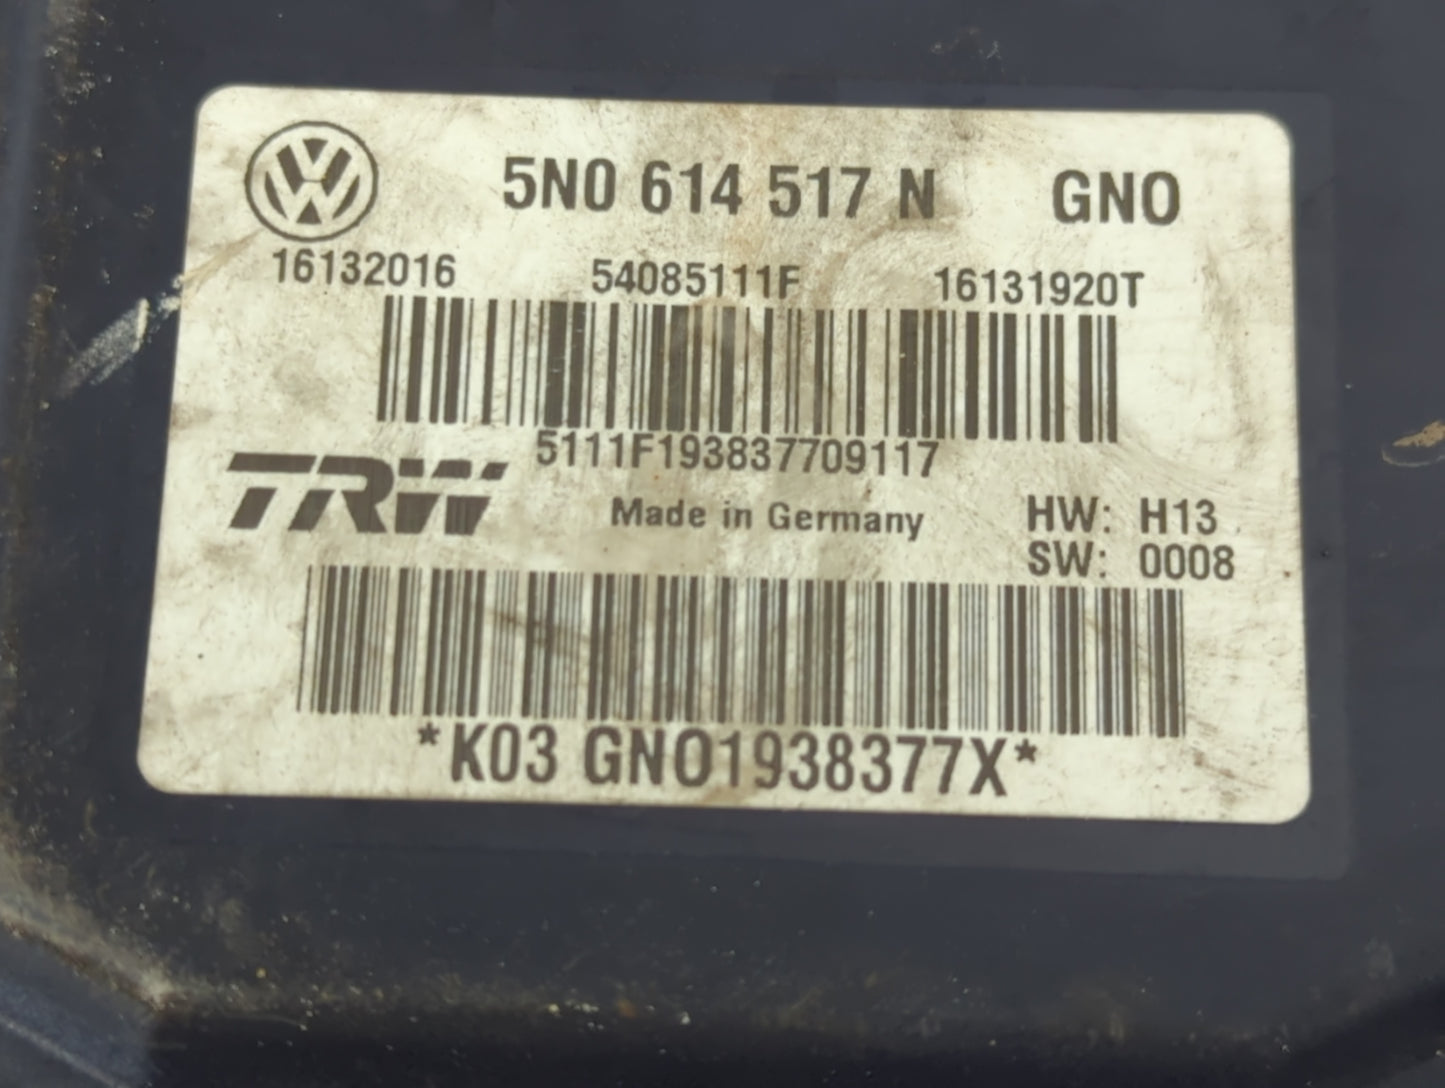 5N0 614 517 N GNO
16132016 54085111F 16131920T
5111F193837709117
TRW
Made in Germany HW: H13
SW: 0008
*K03 GNO1938377X*